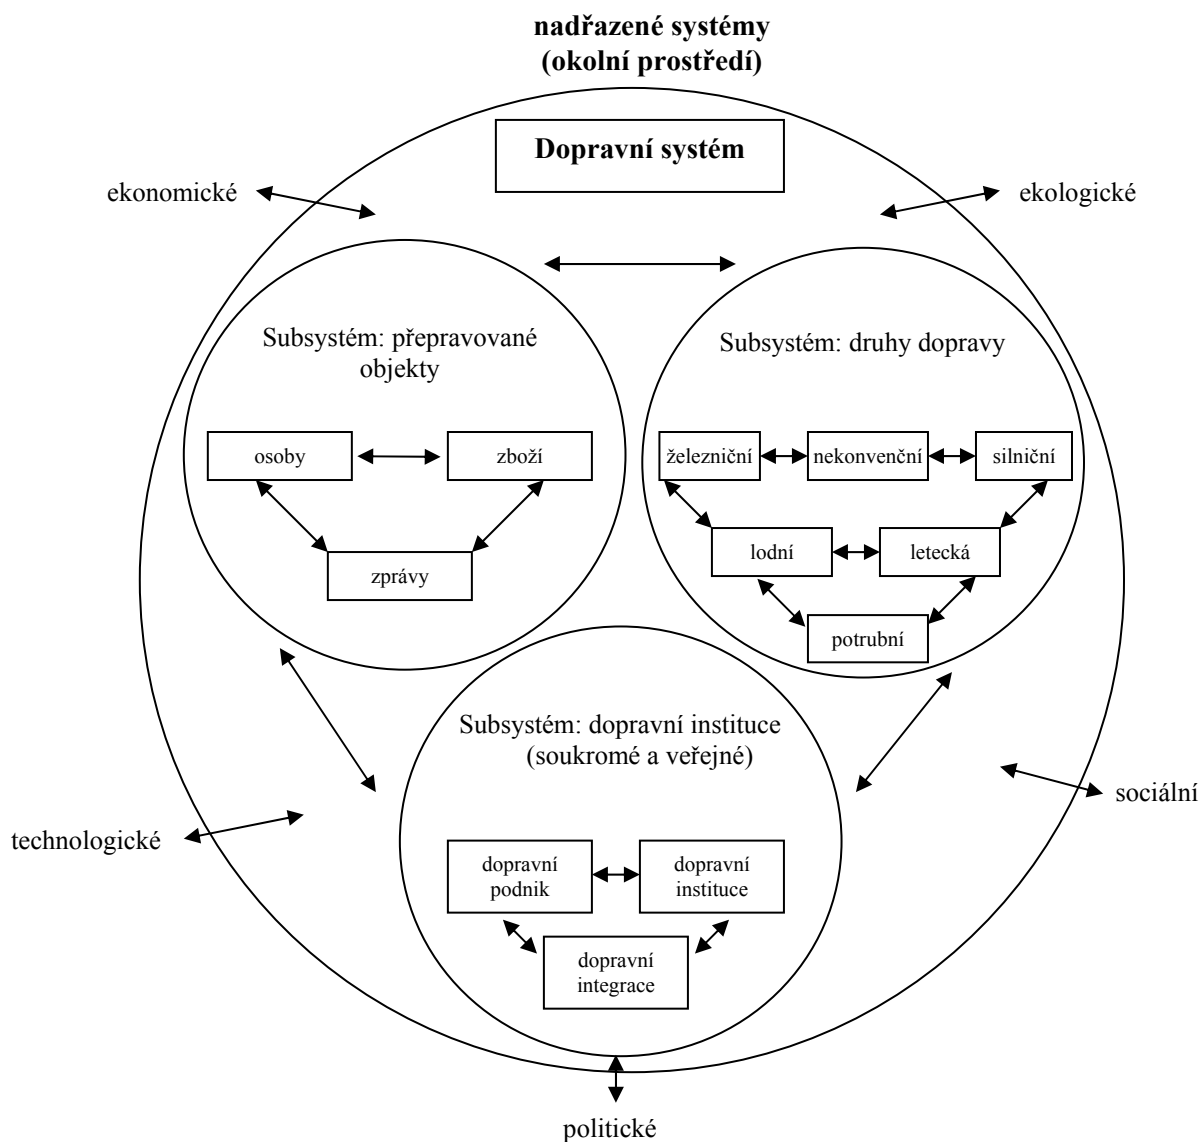 nadřazené systémy
(okolní prostředí)
Dopravní systém
ekonomické
ekologické
Subsystém: přepravované
objekty
Subsystém: druhy dopravy
osoby
zboží
zprávy
železniční
nekonvenční
silniční
lodní
letecká
potrubní
Subsystém: dopravní instituce
(soukromé a veřejné)
sociální
technologické
dopravní
podnik
dopravní
instituce
dopravní
integrace
politické